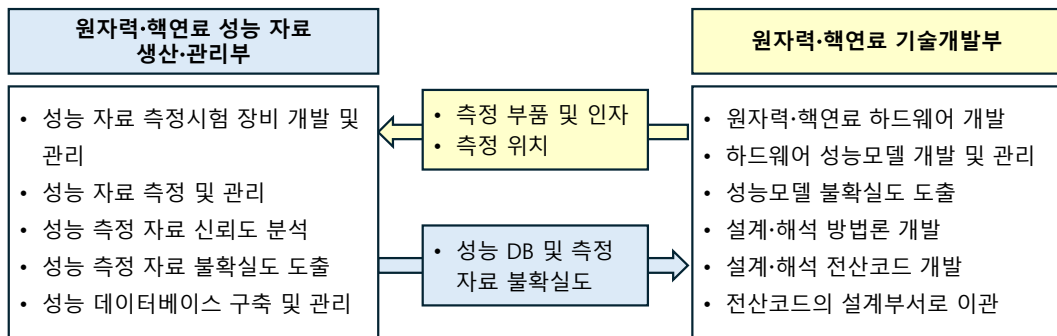 원자력·핵연료 성능 자료
생산·관리부
• 성능 자료 측정시험 장비 개발 및
관리
• 성능 자료 측정 및 관리
• 성능 측정 자료 신뢰도 분석
• 성능 측정 자료 불확실도 도출
• 성능 데이터베이스 구축 및 관리
• 측정 부품 및 인자
• 측정 위치
• 성능 DB 및 측정
자료 불확실도
원자력·핵연료 기술개발부
• 원자력·핵연료 하드웨어 개발
• 하드웨어 성능모델 개발 및 관리
• 성능모델 불확실도 도출
• 설계·해석 방법론 개발
• 설계·해석 전산코드 개발
• 전산코드의 설계부서로 이관